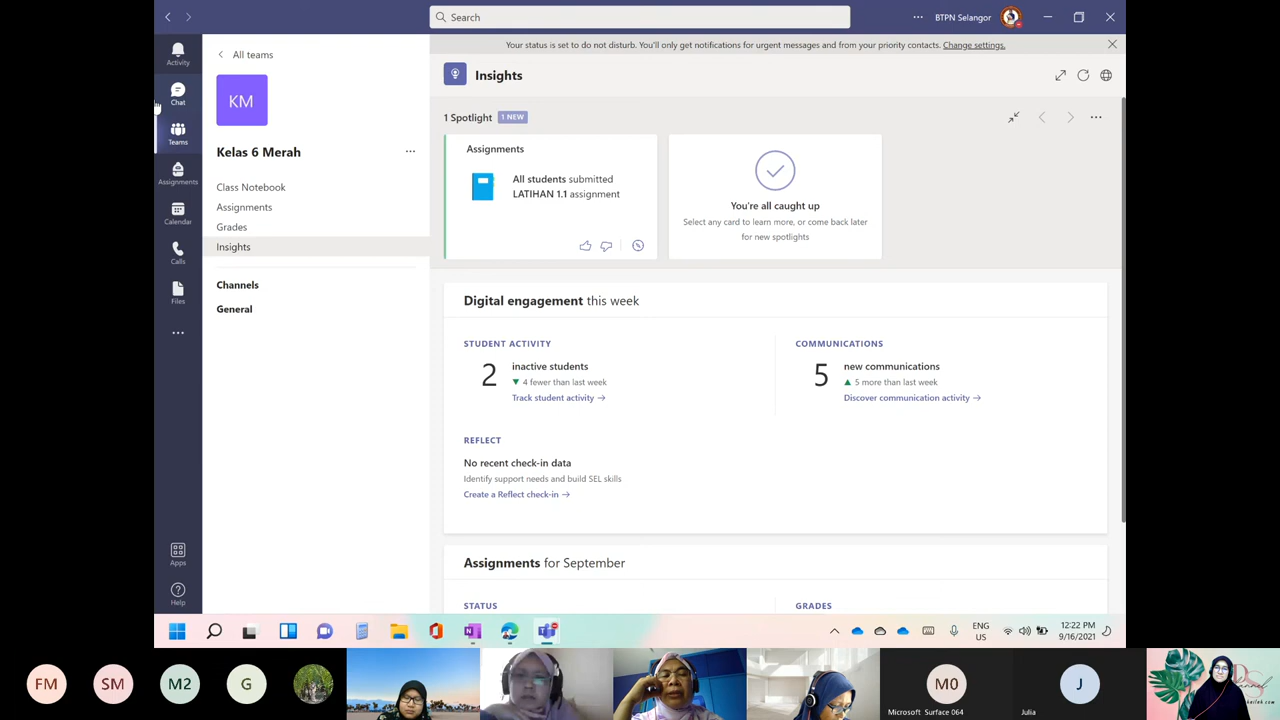 Search
BTPN Selangor
Activity
Chat
Teams
Assignments
Calendar
Calls
Files
Apps
Help
All teams
KM
Kelas 6 Merah
Class Notebook
Assignments
Grades
Insights
Channels
General
Your status is set to do not disturb. You'll only get notifications for urgent messages and from your priority contacts. Change settings.
Insights
1 Spotlight 1 NEW
Assignments
All students submitted
LATIHAN 1.1 assignment
You're all caught up
Select any card to learn more, or come back later
for new spotlights
Digital engagement this week
STUDENT ACTIVITY
2 inactive students
4 fewer than last week
Track student activity
COMMUNICATIONS
5 new communications
5 more than last week
Discover communication activity
REFLECT
No recent check-in data
Identify support needs and build SEL skills
Create a Reflect check-in
Assignments for September
STATUS
GRADES
ENG
US
12:22 PM
9/16/2021
FM
SM
M2
G
M0
Microsoft Surface 064
J
Julia